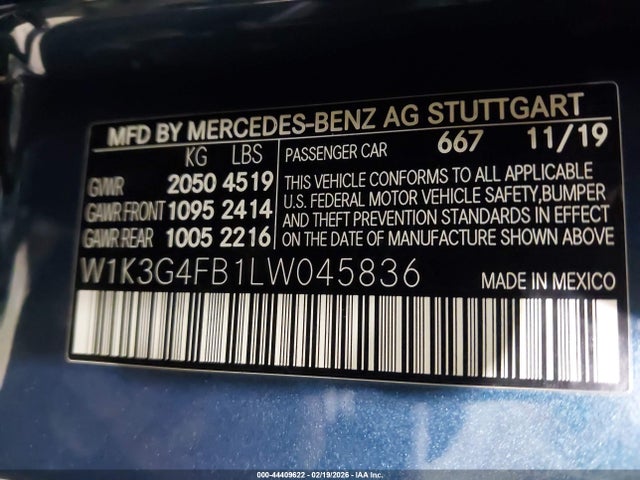 MFD BY MERCEDES-BENZ AG STUTTGART
KG LBS
GWR 2050 4519
GAWR FRONT 1095 2414
GAWR REAR 1005 2216
PASSENGER CAR 667 11/19
THIS VEHICLE CONFORMS TO ALL APPLICABLE
U.S. FEDERAL MOTOR VEHICLE SAFETY,BUMPER
AND THEFT PREVENTION STANDARDS IN EFFECT
ON THE DATE OF MANUFACTURE SHOWN ABOVE
W1K3G4FB1LW045836
MADE IN MEXICO
000-44409622 - 02/19/2026 - IAA Inc.